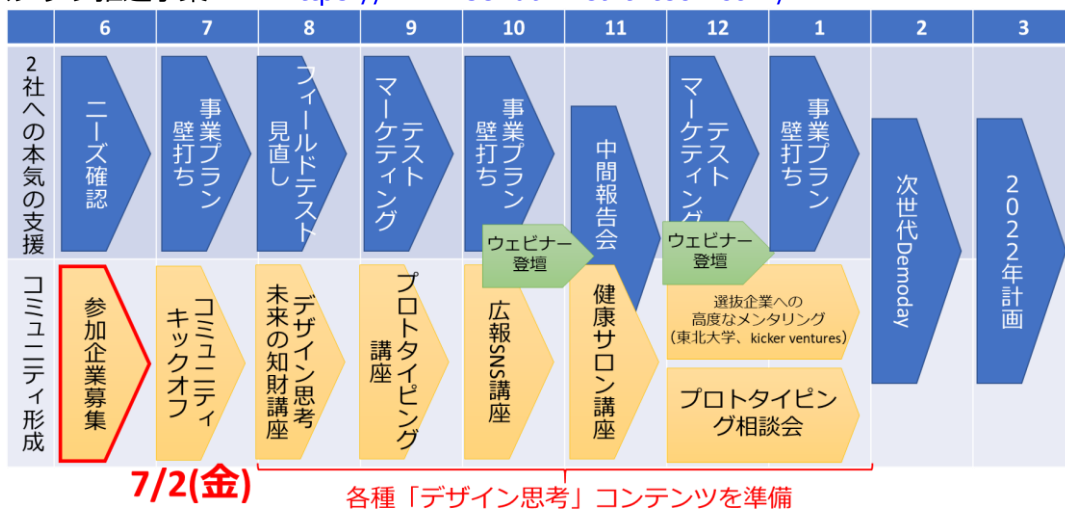 6 7 8 9 10 11 12 1 2 3
2社への本気の支援
ニーズ確認
事業プラン
壁打ち
フィールドテスト
見直し
テスト
マーケティング
事業プラン
壁打ち
中間報告会
テスト
マーケティング
事業プラン
壁打ち
次世代Demoday
2022年計画
ウェビナー
登壇
ウェビナー
登壇
コミュニティ形成
参加企業募集
コミュニティ
キックオフ
デザイン思考
未来の知財講座
プロトタイピング
講座
広報SNS講座
健康サロン講座
選抜企業への
高度なメンタリング
(東北大学、kicker ventures)
プロトタイピン
グ相談会
7/2(金)
各種「デザイン思考」コンテンツを準備